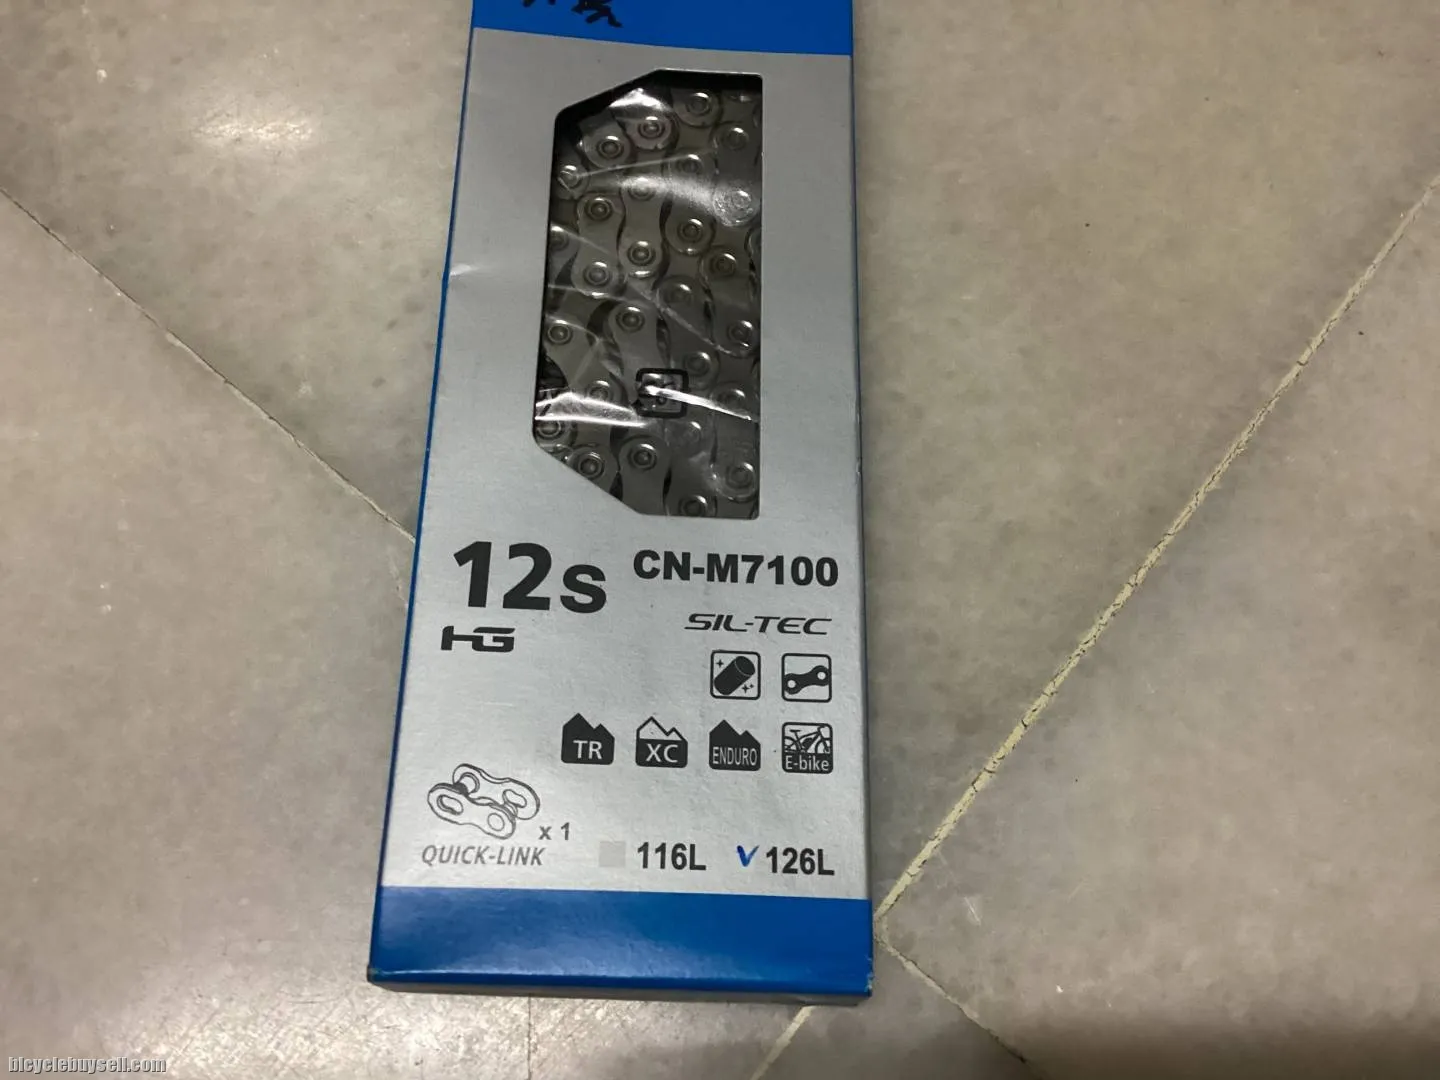 12s
CN-M7100
HG
SIL-TEC
TR
XC
ENDURO
E-bike
x 1
QUICK-LINK
116L
126L
bicyclebuysell.com